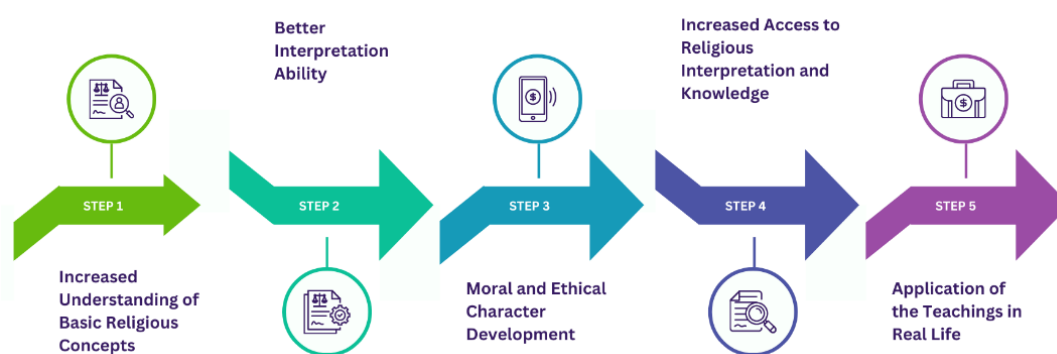 STEP 1
Increased
Understanding of
Basic Religious
Concepts
Better
Interpretation
Ability
STEP 2
STEP 3
Moral and Ethical
Character
Development
Increased Access to
Religious
Interpretation and
Knowledge
STEP 4
STEP 5
Application of
the Teachings in
Real Life